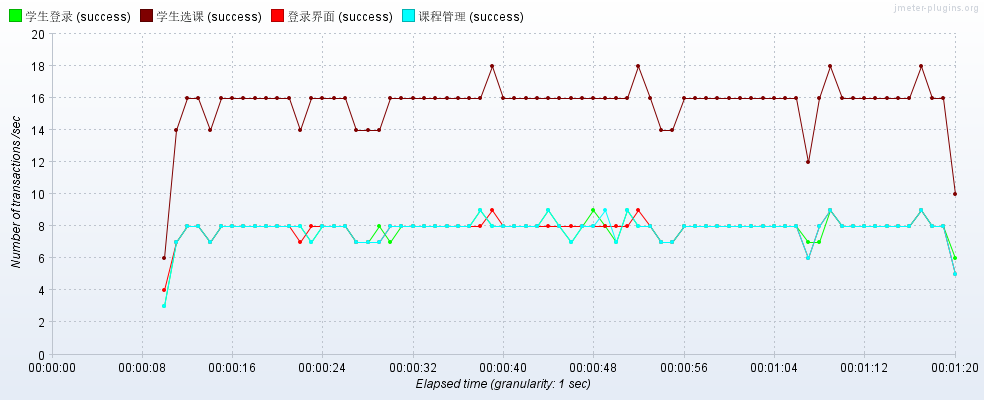 学生登录 (success) 学生选课 (success) 登录界面 (success) 课程管理 (success)
jmeter-plugins.org
20
18
16
14
12
10
8
6
4
2
0
Number of transactions /sec
00:00:00 00:00:08 00:00:16 00:00:24 00:00:32 00:00:40 00:00:48 00:00:56 00:01:04 00:01:12 00:01:20
Elapsed time (granularity: 1 sec)